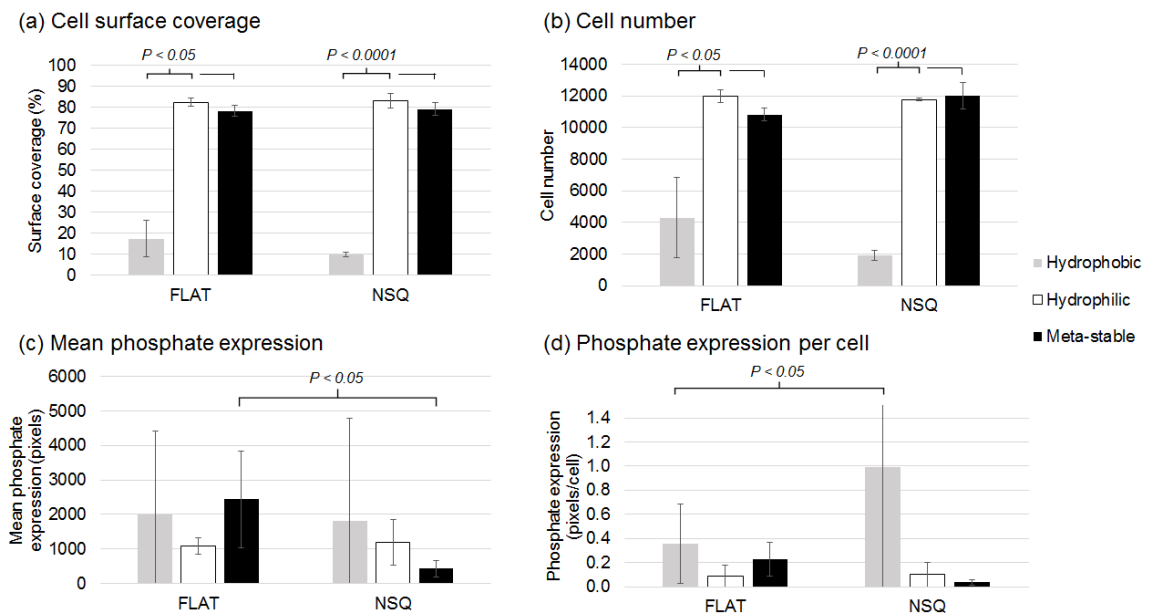 (a) Cell surface coverage
P < 0.05
P < 0.0001
Surface coverage (%)
100
90
80
70
60
50
40
30
20
10
0
FLAT
NSQ
(b) Cell number
P < 0.05
P < 0.0001
Cell number
14000
12000
10000
8000
6000
4000
2000
0
FLAT
NSQ
Hydrophobic
Hydrophilic
Meta-stable
(c) Mean phosphate expression
P < 0.05
Mean phosphate
expression (pixels)
6000
5000
4000
3000
2000
1000
0
FLAT
NSQ
(d) Phosphate expression per cell
P < 0.05
Phosphate expression
(pixels/cell)
1.4
1.2
1.0
0.8
0.6
0.4
0.2
0.0
FLAT
NSQ